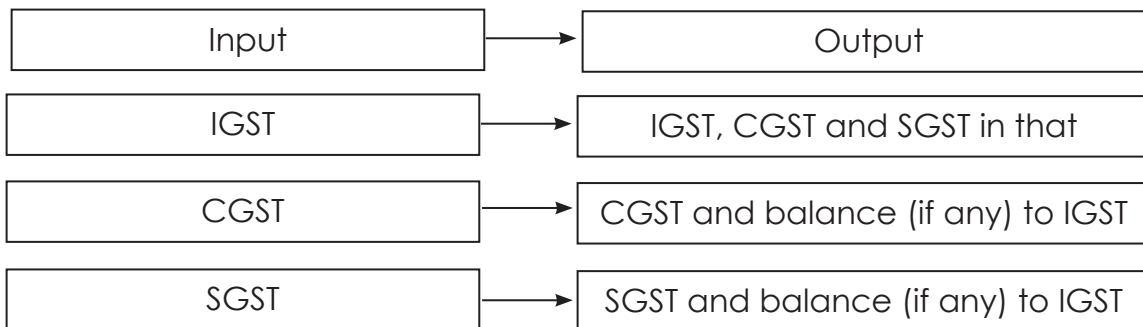 Input
Output
IGST
IGST, CGST and SGST in that
CGST
CGST and balance (if any) to IGST
SGST
SGST and balance (if any) to IGST